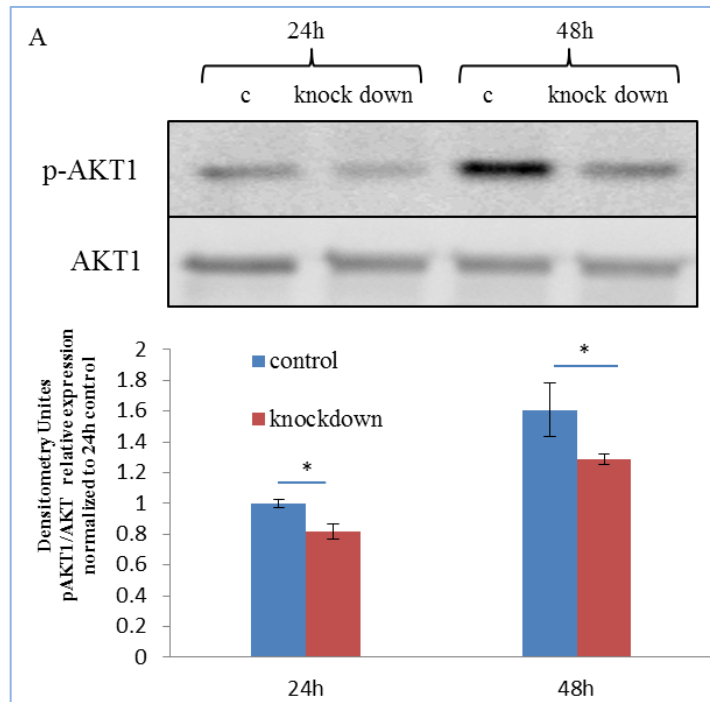 A
24h
48h
c
knock down
c
knock down
p-AKT1
AKT1
Densitometry Unites
pAKT1/AKT relative expression
normalized to 24h control
2
1.8
1.6
1.4
1.2
1
0.8
0.6
0.4
0.2
0
control
knockdown
*
*
24h
48h